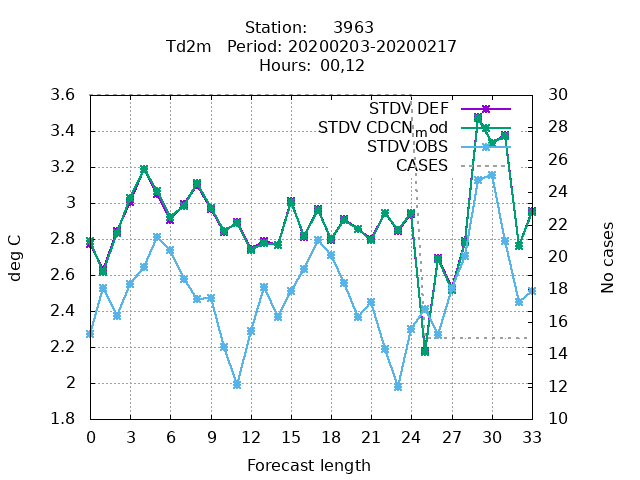 Station: 3963
Td2m Period: 20200203-20200217
Hours: 00,12
STDV DEF
STDV CDCN_mod
STDV OBS
CASES
3.6
3.4
3.2
3
2.8
2.6
2.4
2.2
2
1.8
30
28
26
24
22
20
18
16
14
12
10
deg C
No cases
0 3 6 9 12 15 18 21 24 27 30 33
Forecast length